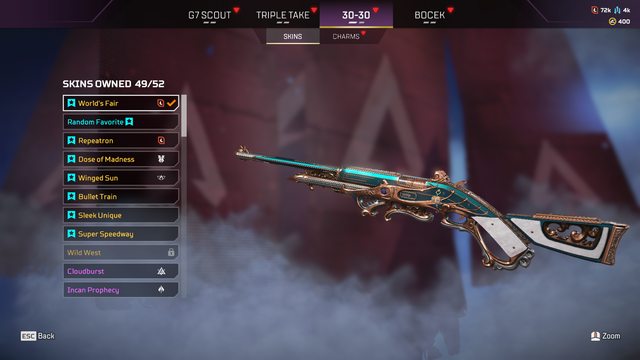 G7 SCOUT
TRIPLE TAKE
30-30
BOCEK
72k 4k
400
SKINS
CHARMS
SKINS OWNED 49/52
World's Fair
Random Favorite
Repeatron
Dose of Madness
Winged Sun
Bullet Train
Sleek Unique
Super Speedway
Wild West
Cloudburst
Incan Prophecy
ESC Back
Zoom